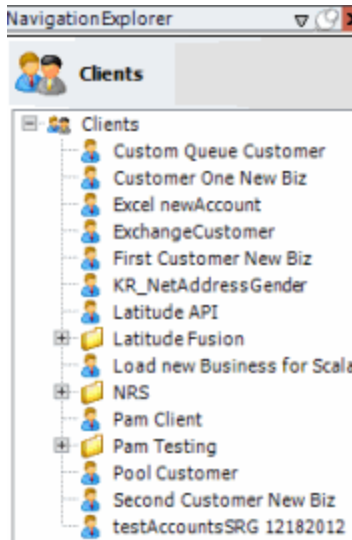 NavigationExplorer
Clients
Clients
Custom Queue Customer
Customer One New Biz
Excel newAccount
ExchangeCustomer
First Customer New Biz
KR_NetAddressGender
Latitude API
Latitude Fusion
Load new Business for Scala
NRS
Pam Client
Pam Testing
Pool Customer
Second Customer New Biz
testAccountsSRG 12182012